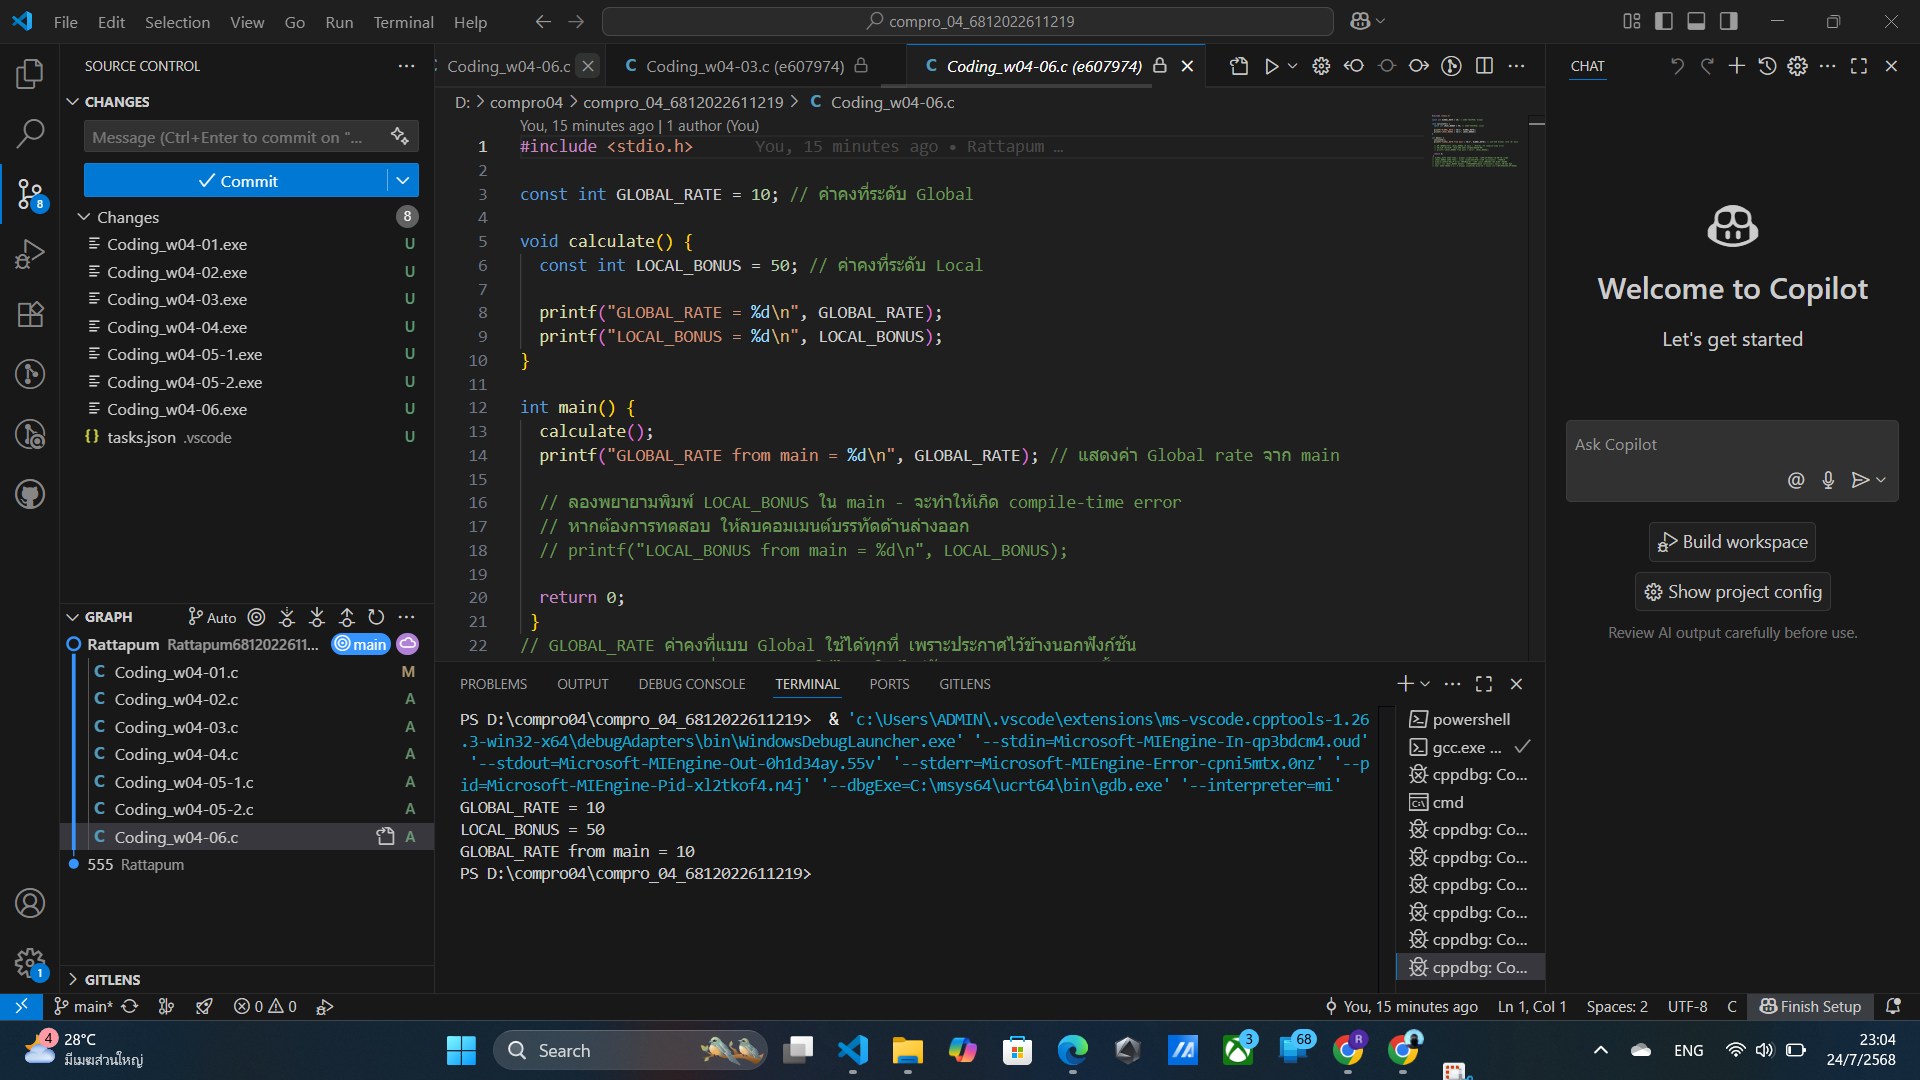 File Edit Selection View Go Run Terminal Help
compro_04_6812022611219
SOURCE CONTROL
CHANGES
Message (Ctrl+Enter to commit on "...
Commit
Changes 8
Coding_w04-01.exe U
Coding_w04-02.exe U
Coding_w04-03.exe U
Coding_w04-04.exe U
Coding_w04-05-1.exe U
Coding_w04-05-2.exe U
Coding_w04-06.exe U
tasks.json .vscode U
8
GRAPH Auto
Rattapum Rattapum6812022611... main
Coding_w04-01.c M
Coding_w04-02.c A
Coding_w04-03.c A
Coding_w04-04.c A
Coding_w04-05-1.c A
Coding_w04-05-2.c A
Coding_w04-06.c A
555 Rattapum
GITLENS
1
Coding_w04-06.c
Coding_w04-03.c (e607974)
Coding_w04-06.c (e607974)
D: > compro04 > compro_04_6812022611219 > C Coding_w04-06.c
You, 15 minutes ago | 1 author (You)
1 #include <stdio.h> You, 15 minutes ago • Rattapum …
2
3 const int GLOBAL_RATE = 10; // ค่าคงที่ระดับ Global
4
5 void calculate() {
6 const int LOCAL_BONUS = 50; // ค่าคงที่ระดับ Local
7
8 printf("GLOBAL_RATE = %d\n", GLOBAL_RATE);
9 printf("LOCAL_BONUS = %d\n", LOCAL_BONUS);
10 }
11
12 int main() {
13 calculate();
14 printf("GLOBAL_RATE from main = %d\n", GLOBAL_RATE); // แสดงค่า Global rate จาก main
15
16 // ลองพยายามพิมพ์ LOCAL_BONUS ใน main - จะทำให้เกิด compile-time error
17 // หากต้องการทดสอบ ให้ลบคอมเมนต์บรรทัดด้านล่างออก
18 // printf("LOCAL_BONUS from main = %d\n", LOCAL_BONUS);
19
20 return 0;
21 }
22 // GLOBAL_RATE ค่าคงที่แบบ Global ใช้ได้ทุกที่ เพราะประกาศไว้ข้างนอกฟังก์ชัน
PROBLEMS OUTPUT DEBUG CONSOLE TERMINAL PORTS GITLENS
PS D:\compro04\compro_04_6812022611219> & 'c:\Users\ADMIN\.vscode\extensions\ms-vscode.cpptools-1.26
.3-win32-x64\debugAdapters\bin\WindowsDebugLauncher.exe' '--stdin=Microsoft-MIEngine-In-qp3bdcm4.oud'
'--stdout=Microsoft-MIEngine-Out-0h1d34ay.55v' '--stderr=Microsoft-MIEngine-Error-cpni5mtx.0nz' '--p
id=Microsoft-MIEngine-Pid-xl2tkof4.n4j' '--dbgExe=C:\msys64\ucrt64\bin\gdb.exe' '--interpreter=mi'
GLOBAL_RATE = 10
LOCAL_BONUS = 50
GLOBAL_RATE from main = 10
PS D:\compro04\compro_04_6812022611219>
powershell
gcc.exe ...
cppdbg: Co...
cmd
cppdbg: Co...
cppdbg: Co...
cppdbg: Co...
cppdbg: Co...
cppdbg: Co...
cppdbg: Co...
CHAT
Welcome to Copilot
Let's get started
Ask Copilot
Build workspace
Show project config
Review AI output carefully before use.
main* 0 0
You, 15 minutes ago Ln 1, Col 1 Spaces: 2 UTF-8 C Finish Setup
4
28°C
มีเมฆส่วนใหญ่
Search
3
68
R
ENG
23:04
24/7/2568